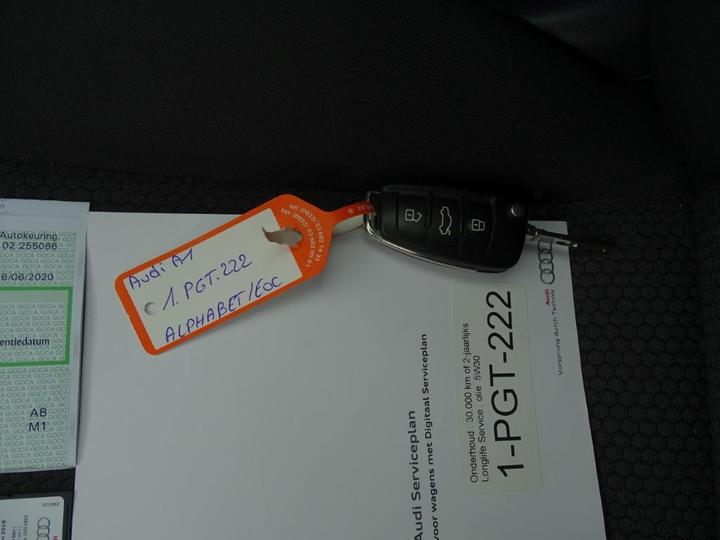 Autokeuring
02 255066
6/06/2020
entiedatum
AB
M1
Audi A1
1.PGT-222
ALPHABET/EOC
Audi Serviceplan
voor wagens met Digitaal Serviceplan
Onderhoud : 30 000 km of 2-jaarlijks
Longlife Service : olie 5W30
1-PGT-222
Audi
Vorsprung durch Technik